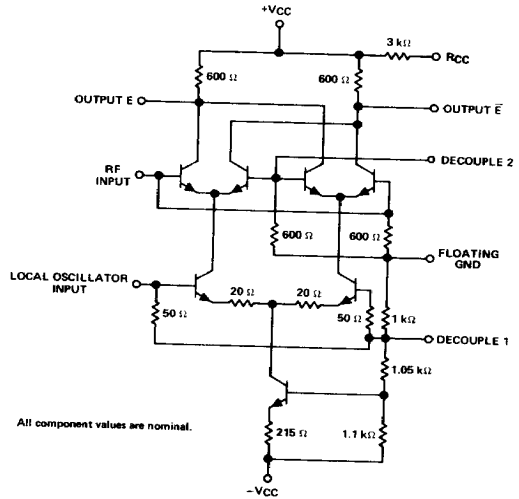 +VCC
3 kΩ
RCC
600 Ω
600 Ω
OUTPUT E
OUTPUT E̅
DECOUPLE 2
RF
INPUT
600 Ω
600 Ω
FLOATING
GND
LOCAL OSCILLATOR
INPUT
20 Ω
20 Ω
50 Ω
50 Ω
1 kΩ
DECOUPLE 1
1.05 kΩ
All component values are nominal.
215 Ω
1.1 kΩ
−VCC